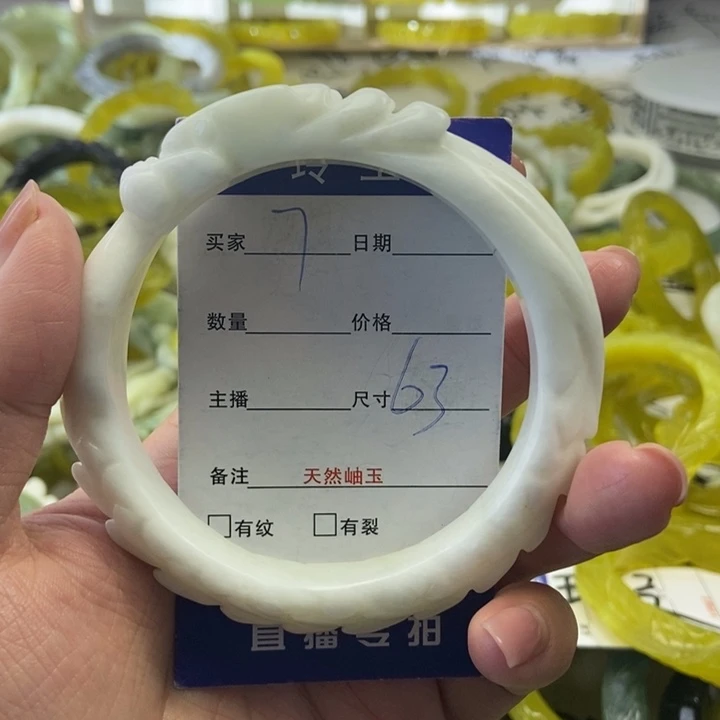 买家 7 日期
数量 价格
主播 尺寸 63
备注 天然岫玉
□有纹 □有裂
直播专拍